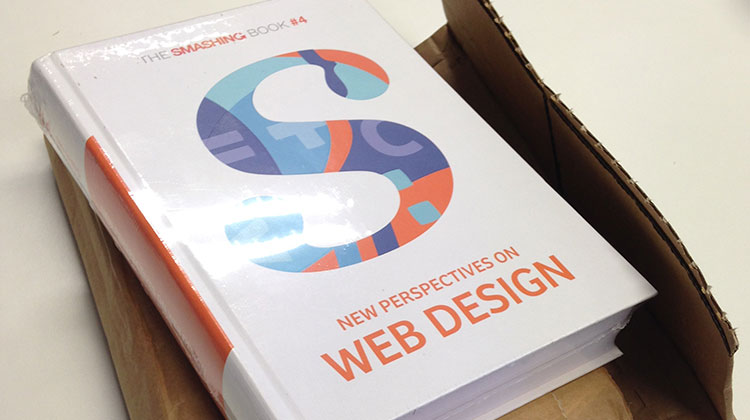 THE SMASHING BOOK #4
S
= + C
NEW PERSPECTIVES ON
WEB DESIGN